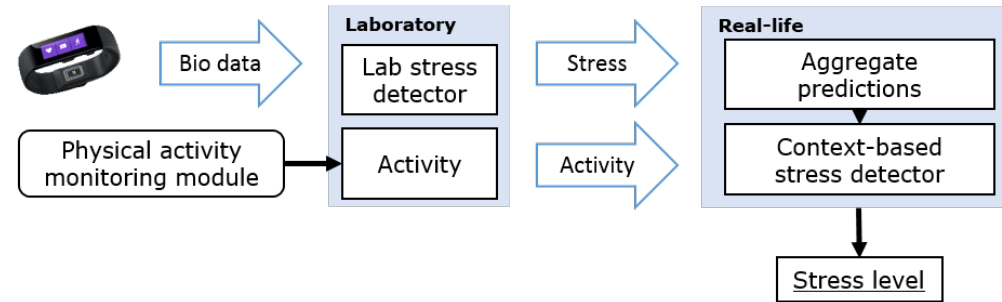 Laboratory
Real-life
Bio data
Lab stress
detector
Stress
Aggregate
predictions
Physical activity
monitoring module
Activity
Activity
Context-based
stress detector
Stress level